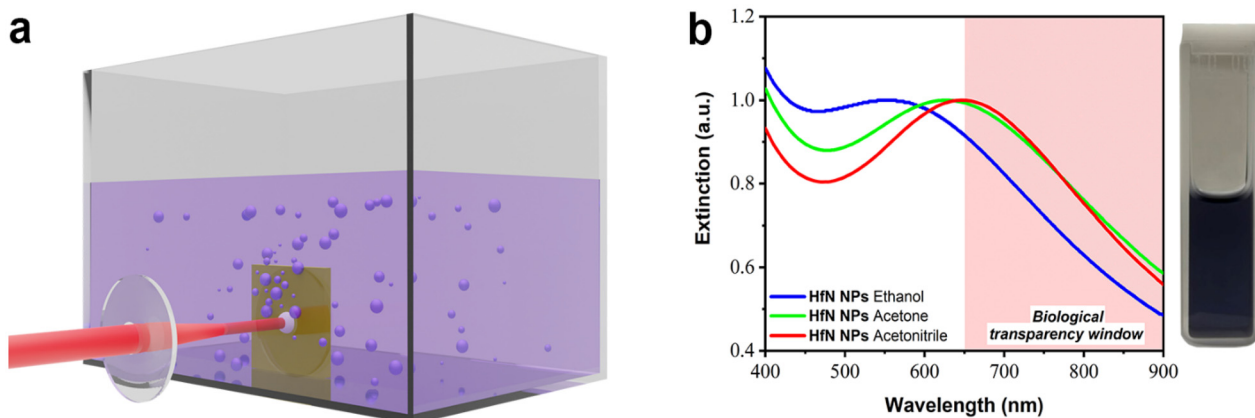 a
b
1.2
1.0
0.8
0.6
0.4
Extinction (a.u.)
HfN NPs Ethanol
HfN NPs Acetone
HfN NPs Acetonitrile
Biological
transparency window
400 500 600 700 800 900
Wavelength (nm)